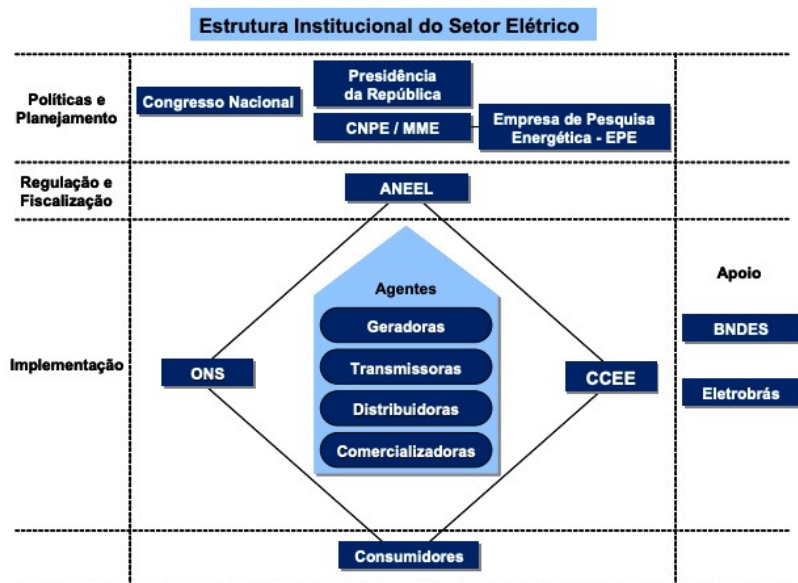 Estrutura Institucional do Setor Elétrico
Políticas e
Planejamento
Congresso Nacional
Presidência
da República
CNPE / MME
Empresa de Pesquisa
Energética - EPE
Regulação e
Fiscalização
ANEEL
Implementação
Agentes
Geradoras
Transmissoras
Distribuidoras
Comercializadoras
ONS
CCEE
Apoio
BNDES
Eletrobrás
Consumidores